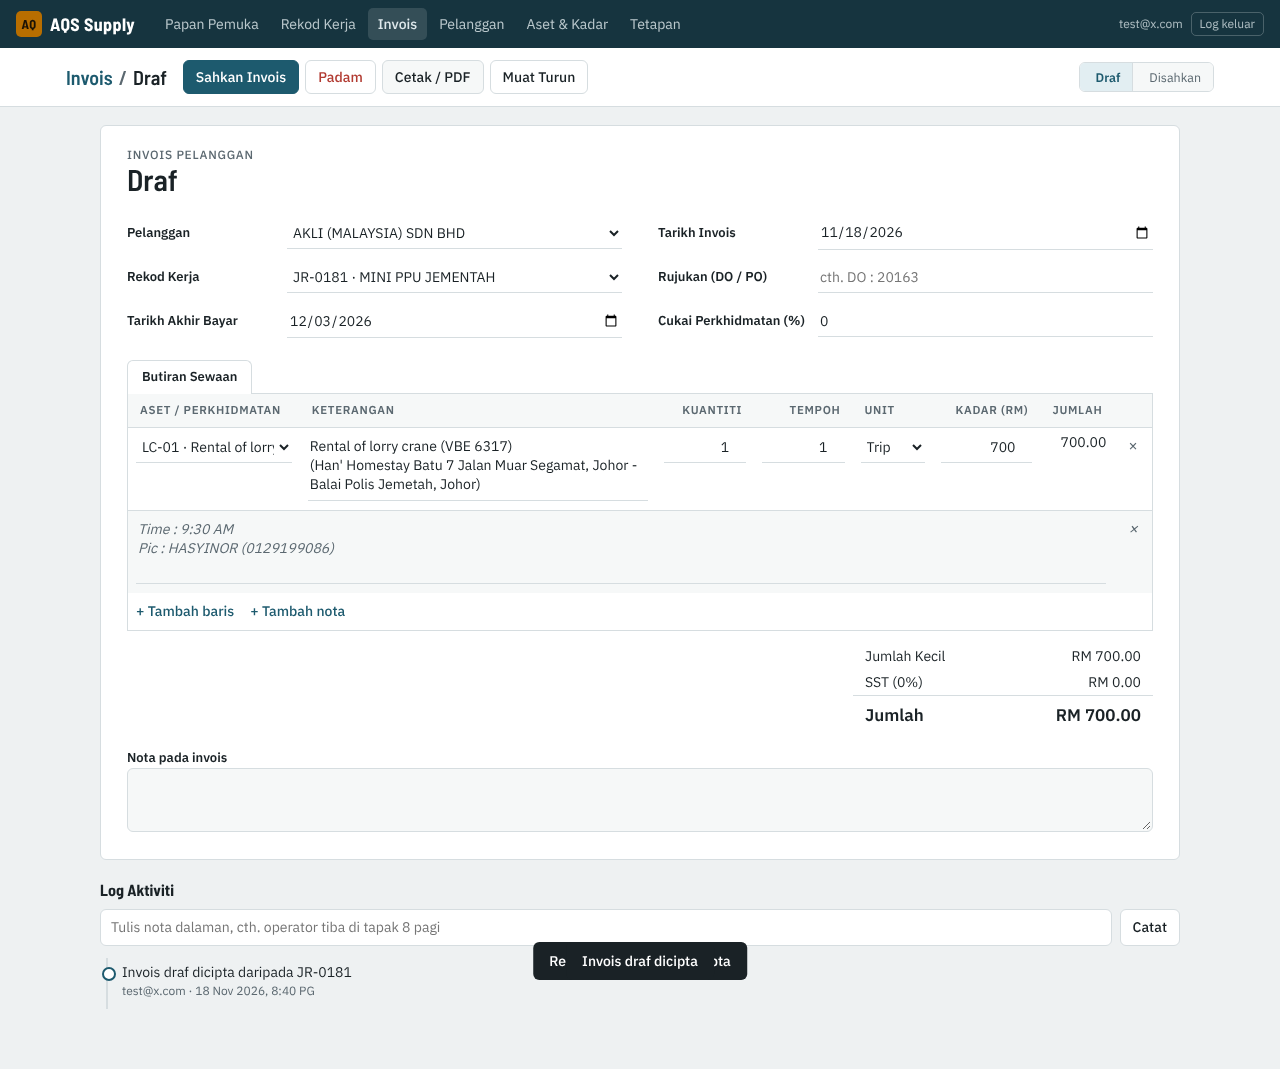 AQ AQS Supply Papan Pemuka Rekod Kerja Invois Pelanggan Aset & Kadar Tetapan test@x.com Log keluar
Invois / Draf Sahkan Invois Padam Cetak / PDF Muat Turun Draf Disahkan
INVOIS PELANGGAN
Draf
Pelanggan AKLI (MALAYSIA) SDN BHD Tarikh Invois 11/18/2026
Rekod Kerja JR-0181 · MINI PPU JEMENTAH Rujukan (DO / PO) cth. DO : 20163
Tarikh Akhir Bayar 12/03/2026 Cukai Perkhidmatan (%) 0
Butiran Sewaan
ASET / PERKHIDMATAN KETERANGAN KUANTITI TEMPOH UNIT KADAR (RM) JUMLAH
LC-01 · Rental of lorr Rental of lorry crane (VBE 6317) 1 1 Trip 700 700.00 ×
(Han' Homestay Batu 7 Jalan Muar Segamat, Johor -
Balai Polis Jemetah, Johor)
Time : 9:30 AM ×
Pic : HASYINOR (0129199086)
+ Tambah baris + Tambah nota
Jumlah Kecil RM 700.00
SST (0%) RM 0.00
Jumlah RM 700.00
Nota pada invois
Log Aktiviti
Tulis nota dalaman, cth. operator tiba di tapak 8 pagi Catat
Re Invois draf dicipta
Invois draf dicipta daripada JR-0181
test@x.com · 18 Nov 2026, 8:40 PG